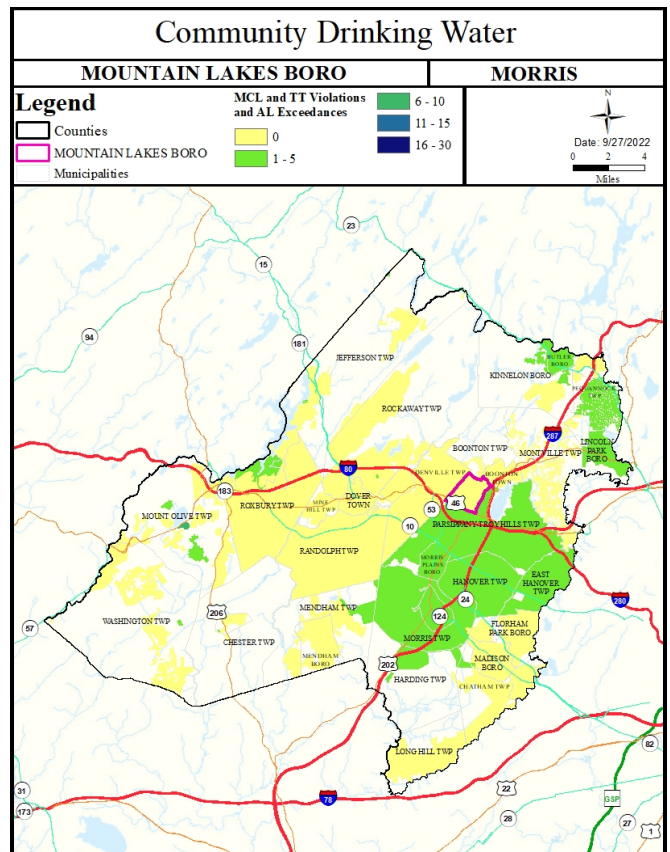 Community Drinking Water
MOUNTAIN LAKES BORO
MORRIS
Legend
Counties
MOUNTAIN LAKES BORO
Municipalities
MCL and TT Violations
and AL Exceedances
0
1 - 5
6 - 10
11 - 15
16 - 30
N
Date: 9/27/2022
0 2 4
Miles
23
15
94
181
JEFFERSON TWP
BUTLER
BORO
KINNELON BORO
PEQUANNOCK
TWP
ROCKAWAY TWP
287
LINCOLN
PARK
BORO
BOONTON TWP
MONTVILLE TWP
80
DENVILLE TWP
BOONTON
TOWN
183
46
53
ROXBURY TWP
MINE
HILL TWP
DOVER
TOWN
MOUNT OLIVE TWP
10
PARSIPPANY-TROY HILLS TWP
RANDOLPH TWP
MORRIS
PLAINS
BORO
HANOVER TWP
EAST
HANOVER
TWP
280
206
MENDHAM TWP
24
57
WASHINGTON TWP
124
FLORHAM
PARK BORO
CHESTER TWP
MORRIS TWP
MENDHAM
BORO
202
MADISON
BORO
HARDING TWP
CHATHAM TWP
82
LONG HILL TWP
31
173
78
22
GSP
28
27
1